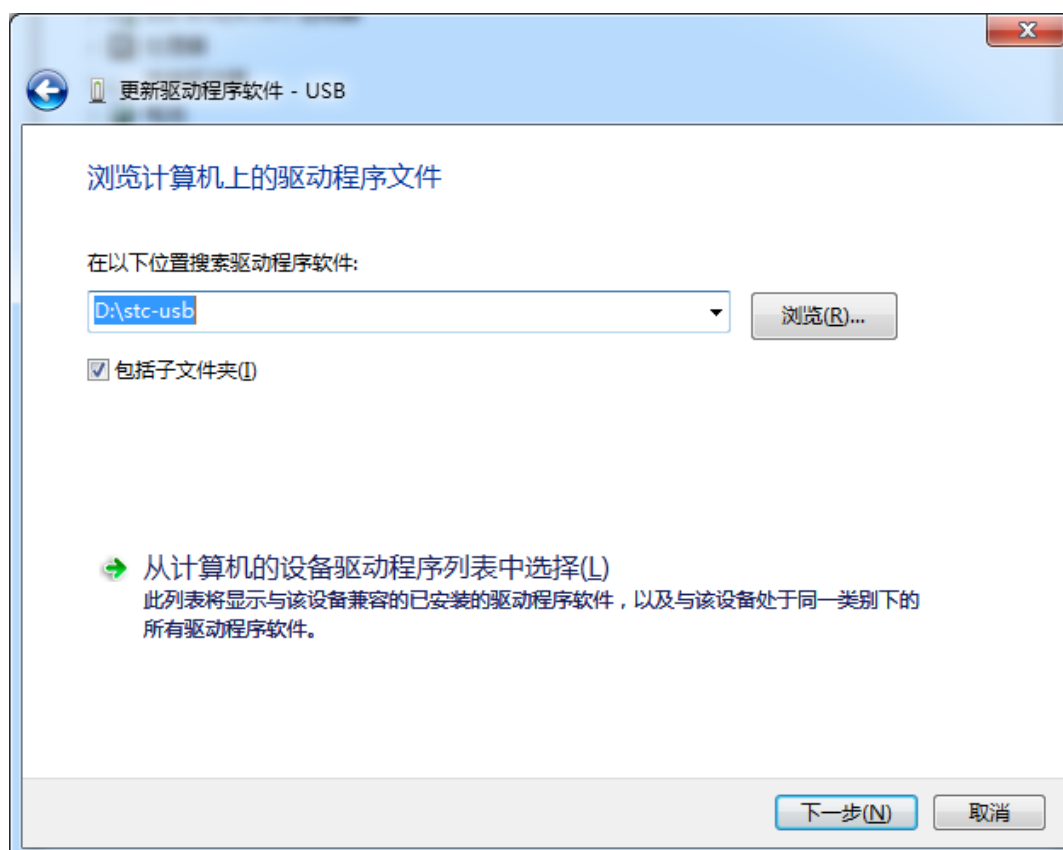 更新驱动程序软件 - USB
浏览计算机上的驱动程序文件
在以下位置搜索驱动程序软件:
D:\stc-usb
浏览(R)...
包括子文件夹(I)
从计算机的设备驱动程序列表中选择(L)
此列表将显示与该设备兼容的已安装的驱动程序软件，以及与该设备处于同一类别下的
所有驱动程序软件。
下一步(N)
取消